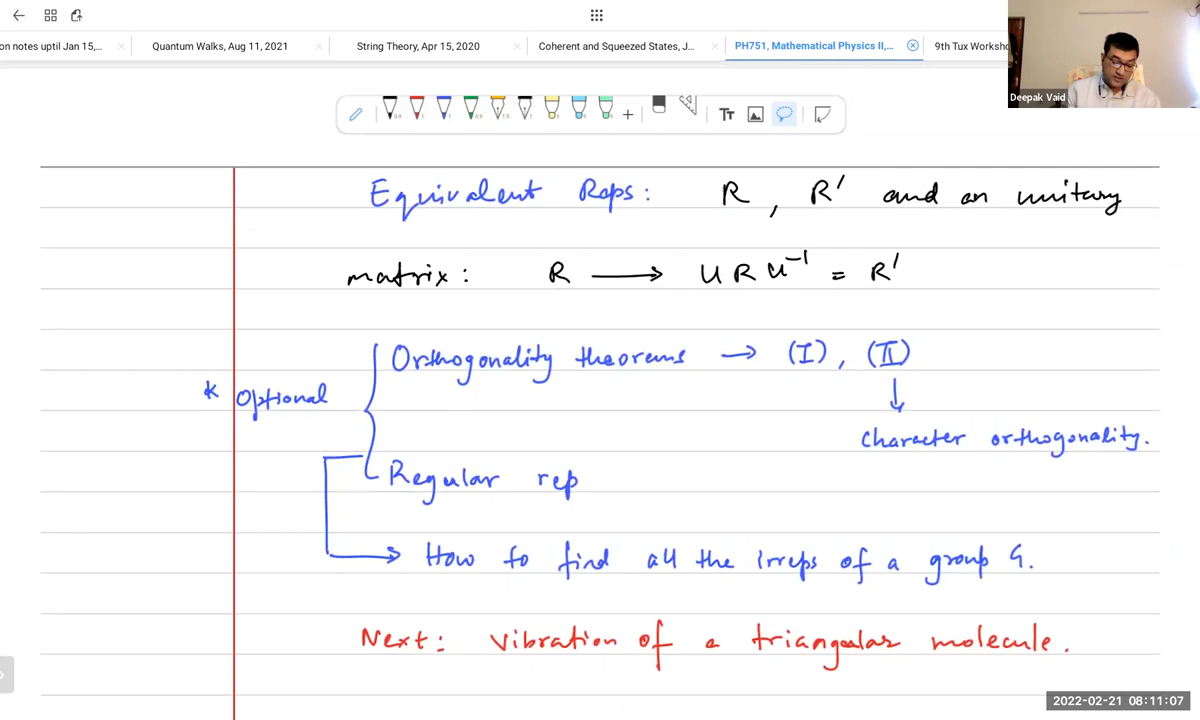 on notes uptil Jan 15,...
Quantum Walks, Aug 11, 2021
String Theory, Apr 15, 2020
Coherent and Squeezed States, J...
PH751, Mathematical Physics II,...
9th Tux Worksho
Deepak Vaid
Tт
Equivalent Reps: R, R' and an unitary
matrix: R ⟶ U R U⁻¹ = R'
Orthogonality theorems → (I), (II)
* Optional
↓
Character orthogonality.
Regular rep
→ How to find all the irreps of a group G.
Next: Vibration of a triangular molecule.
2022-02-21 08:11:07